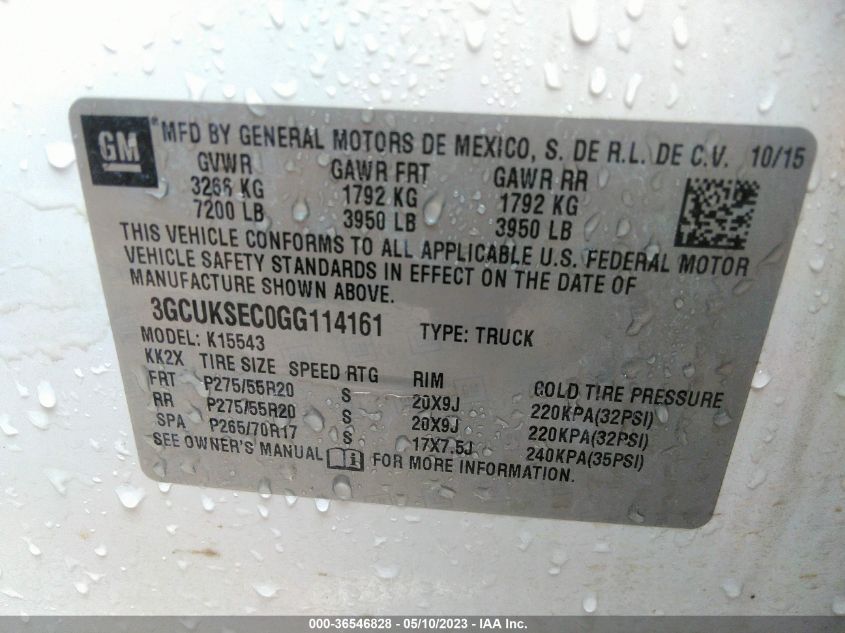 GM ® MFD BY GENERAL MOTORS DE MEXICO, S. DE R.L. DE C.V. 10/15
GVWR GAWR FRT GAWR RR
3266 KG 1792 KG 1792 KG
7200 LB 3950 LB 3950 LB
THIS VEHICLE CONFORMS TO ALL APPLICABLE U.S. FEDERAL MOTOR
VEHICLE SAFETY STANDARDS IN EFFECT ON THE DATE OF
MANUFACTURE SHOWN ABOVE.
3GCUKSEC0GG114161 TYPE: TRUCK
MODEL: K15543
KK2X TIRE SIZE SPEED RTG RIM COLD TIRE PRESSURE
FRT P275/55R20 S 20X9J 220KPA(32PSI)
RR P275/55R20 S 20X9J 220KPA(32PSI)
SPA P265/70R17 S 17X7.5J 240KPA(35PSI)
SEE OWNER'S MANUAL FOR MORE INFORMATION.
000-36546828 - 05/10/2023 - IAA Inc.